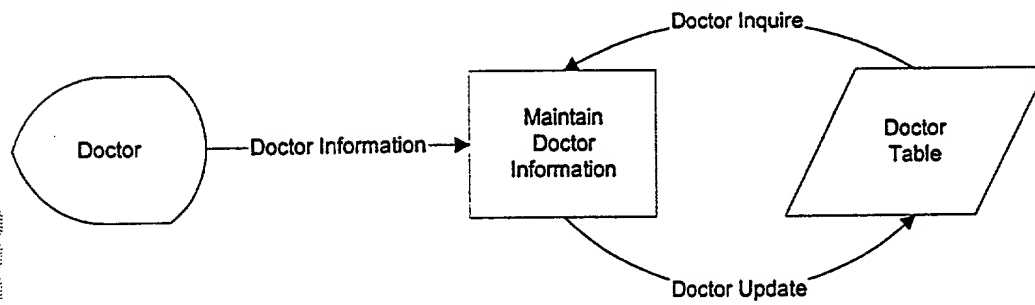 Doctor Inquire
Doctor
Doctor Information
Maintain
Doctor
Information
Doctor
Table
Doctor Update